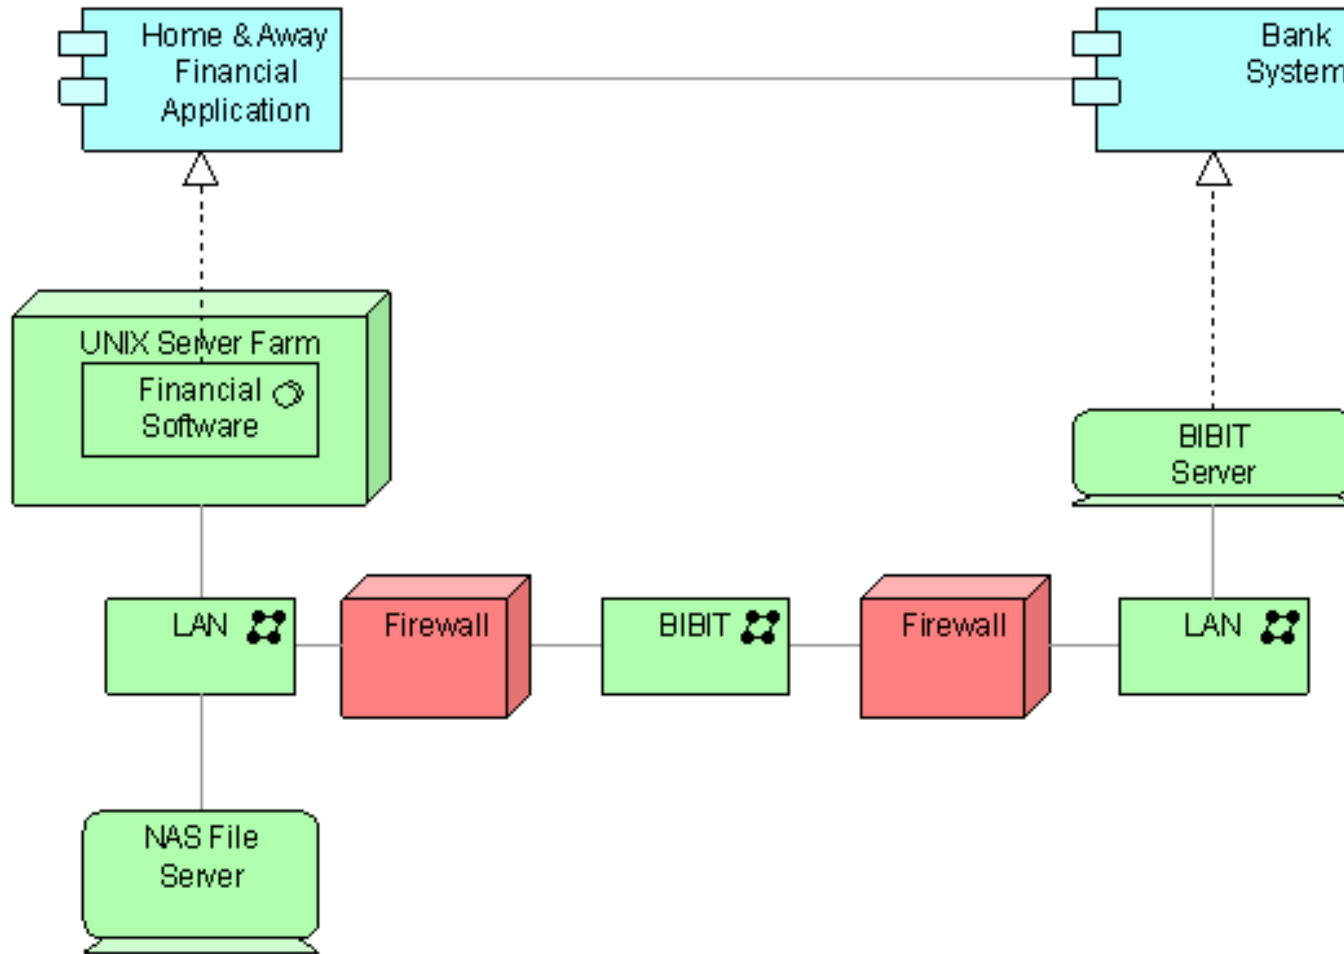 Home & Away
Financial
Application
Bank
System
UNIX Server Farm
Financial
Software
BIBIT
Server
LAN
Firewall
BIBIT
Firewall
LAN
NAS File
Server